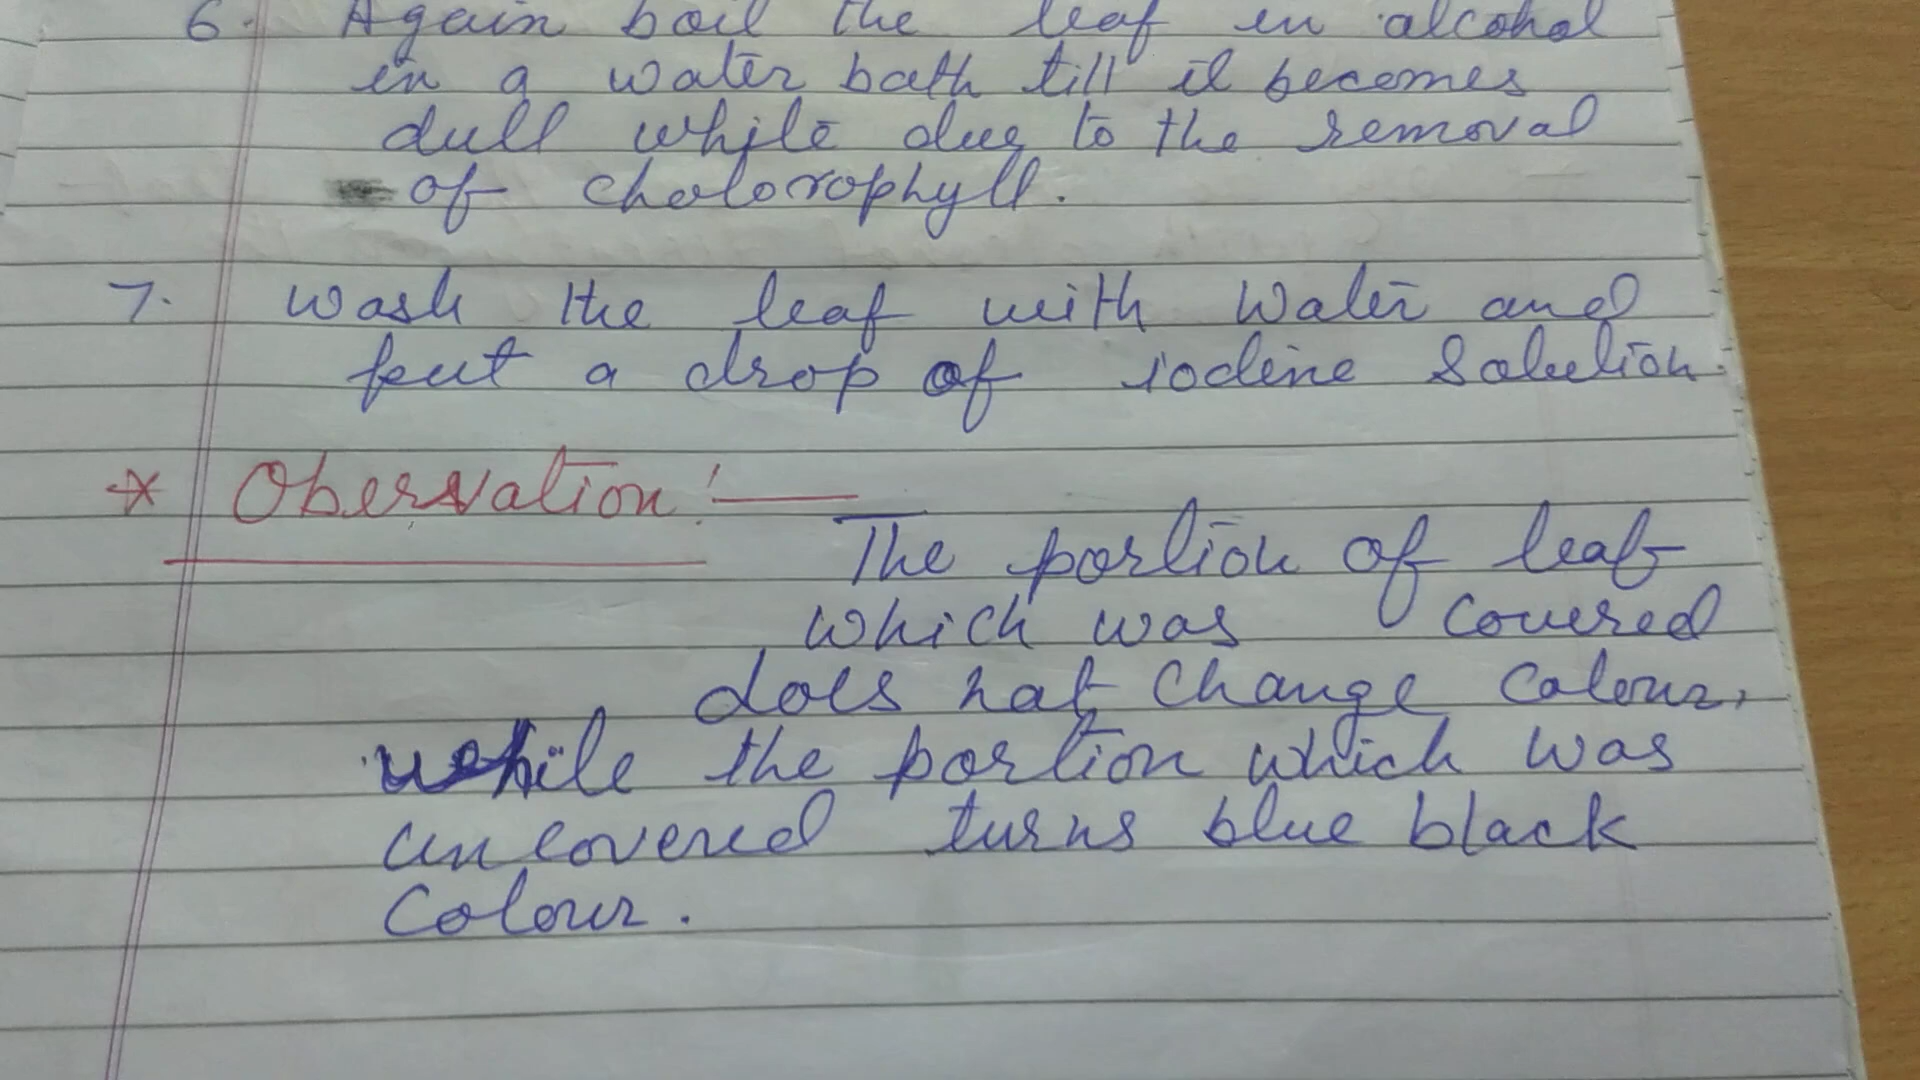 6. Again boil the leaf in alcohol
in a water bath till it becomes
dull while due to the removal
of cholorophyll.
7. Wash the leaf with Water and
put a drop of iodine Solution.
* Obersvation :—
The portion of leaf
which was covered
does not change Colour,
while the portion which was
uncovered turns blue black
Colour.